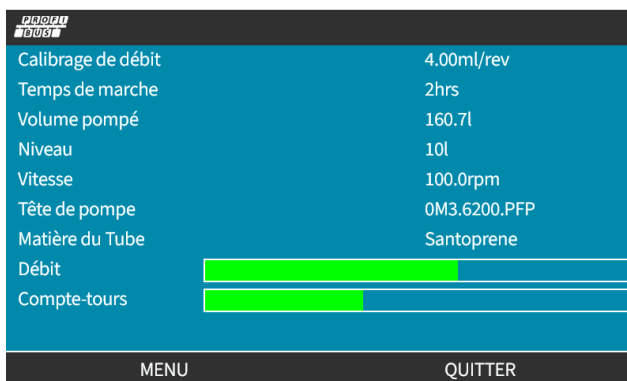 PROFI
BUS
Calibrage de débit 4.00ml/rev
Temps de marche 2hrs
Volume pompé 160.7l
Niveau 10l
Vitesse 100.0rpm
Tête de pompe 0M3.6200.PFP
Matière du Tube Santoprene
Débit
Compte-tours
MENU QUITTER